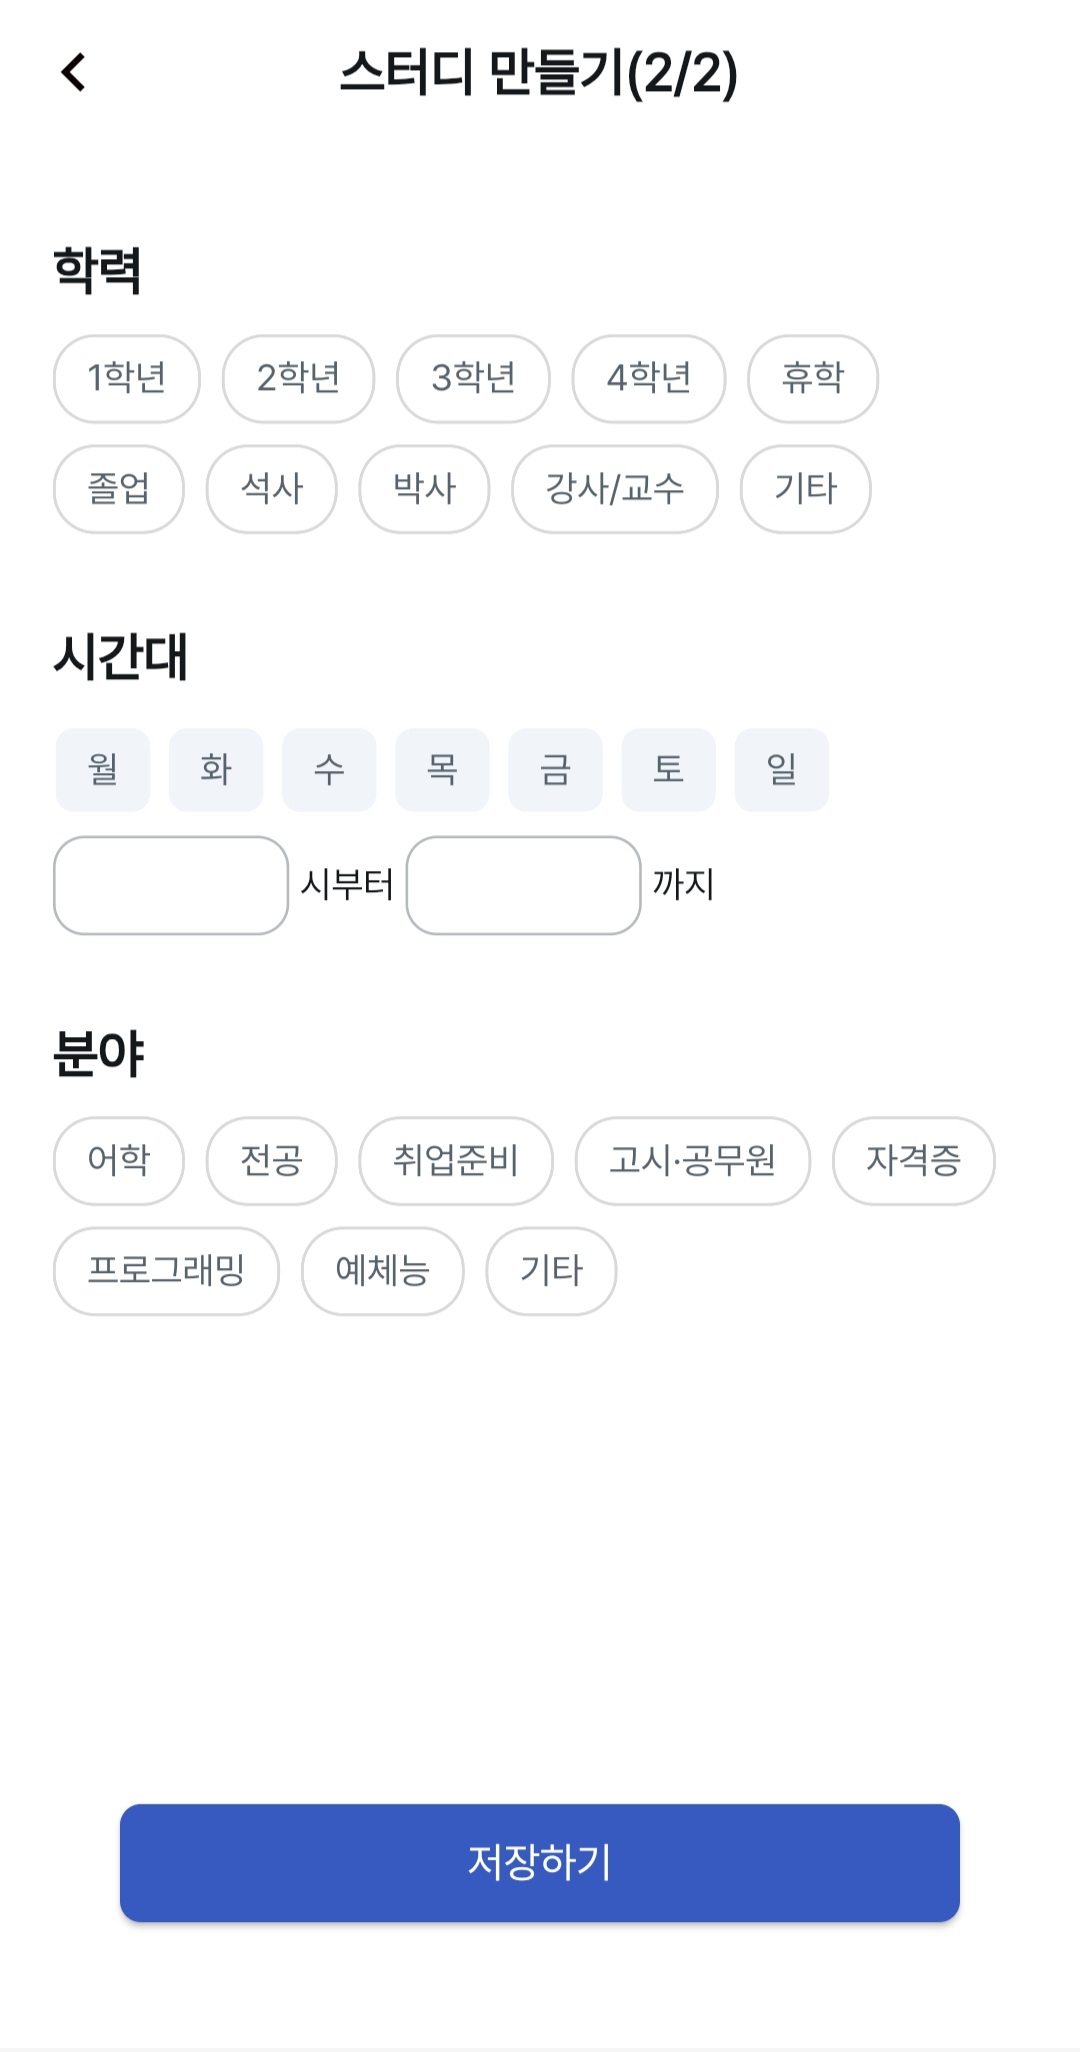 스터디 만들기(2/2)
학력
1학년 2학년 3학년 4학년 휴학
졸업 석사 박사 강사/교수 기타
시간대
월 화 수 목 금 토 일
시부터 까지
분야
어학 전공 취업준비 고시·공무원 자격증
프로그래밍 예체능 기타
저장하기